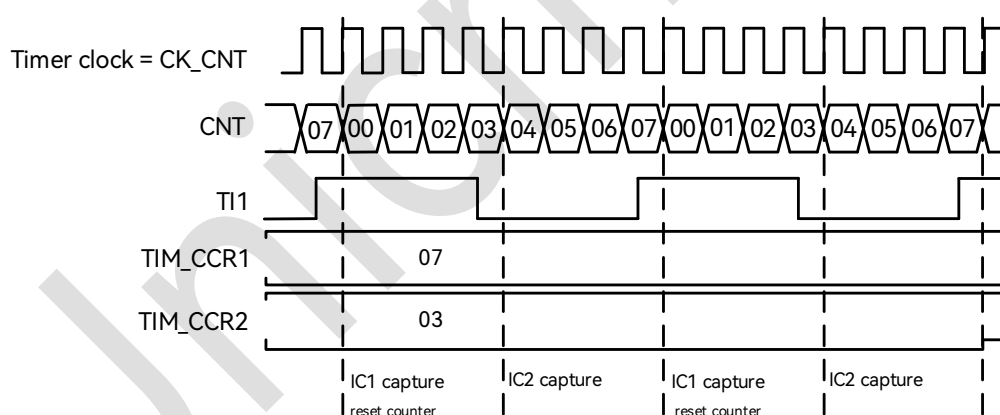 Timer clock = CK_CNT
CNT 07 00 01 02 03 04 05 06 07 00 01 02 03 04 05 06 07
TI1
TIM_CCR1 07
TIM_CCR2 03
IC1 capture IC2 capture IC1 capture IC2 capture
reset counter reset counter